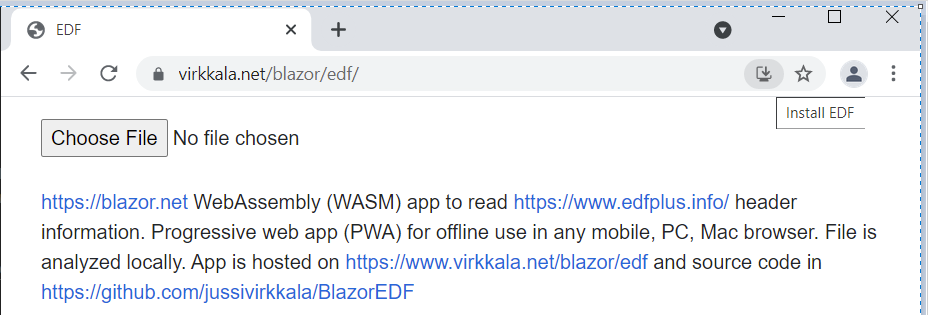 EDF
virkkala.net/blazor/edf/
Install EDF
Choose File No file chosen
https://blazor.net WebAssembly (WASM) app to read https://www.edfplus.info/ header
information. Progressive web app (PWA) for offline use in any mobile, PC, Mac browser. File is
analyzed locally. App is hosted on https://www.virkkala.net/blazor/edf and source code in
https://github.com/jussivirkkala/BlazorEDF